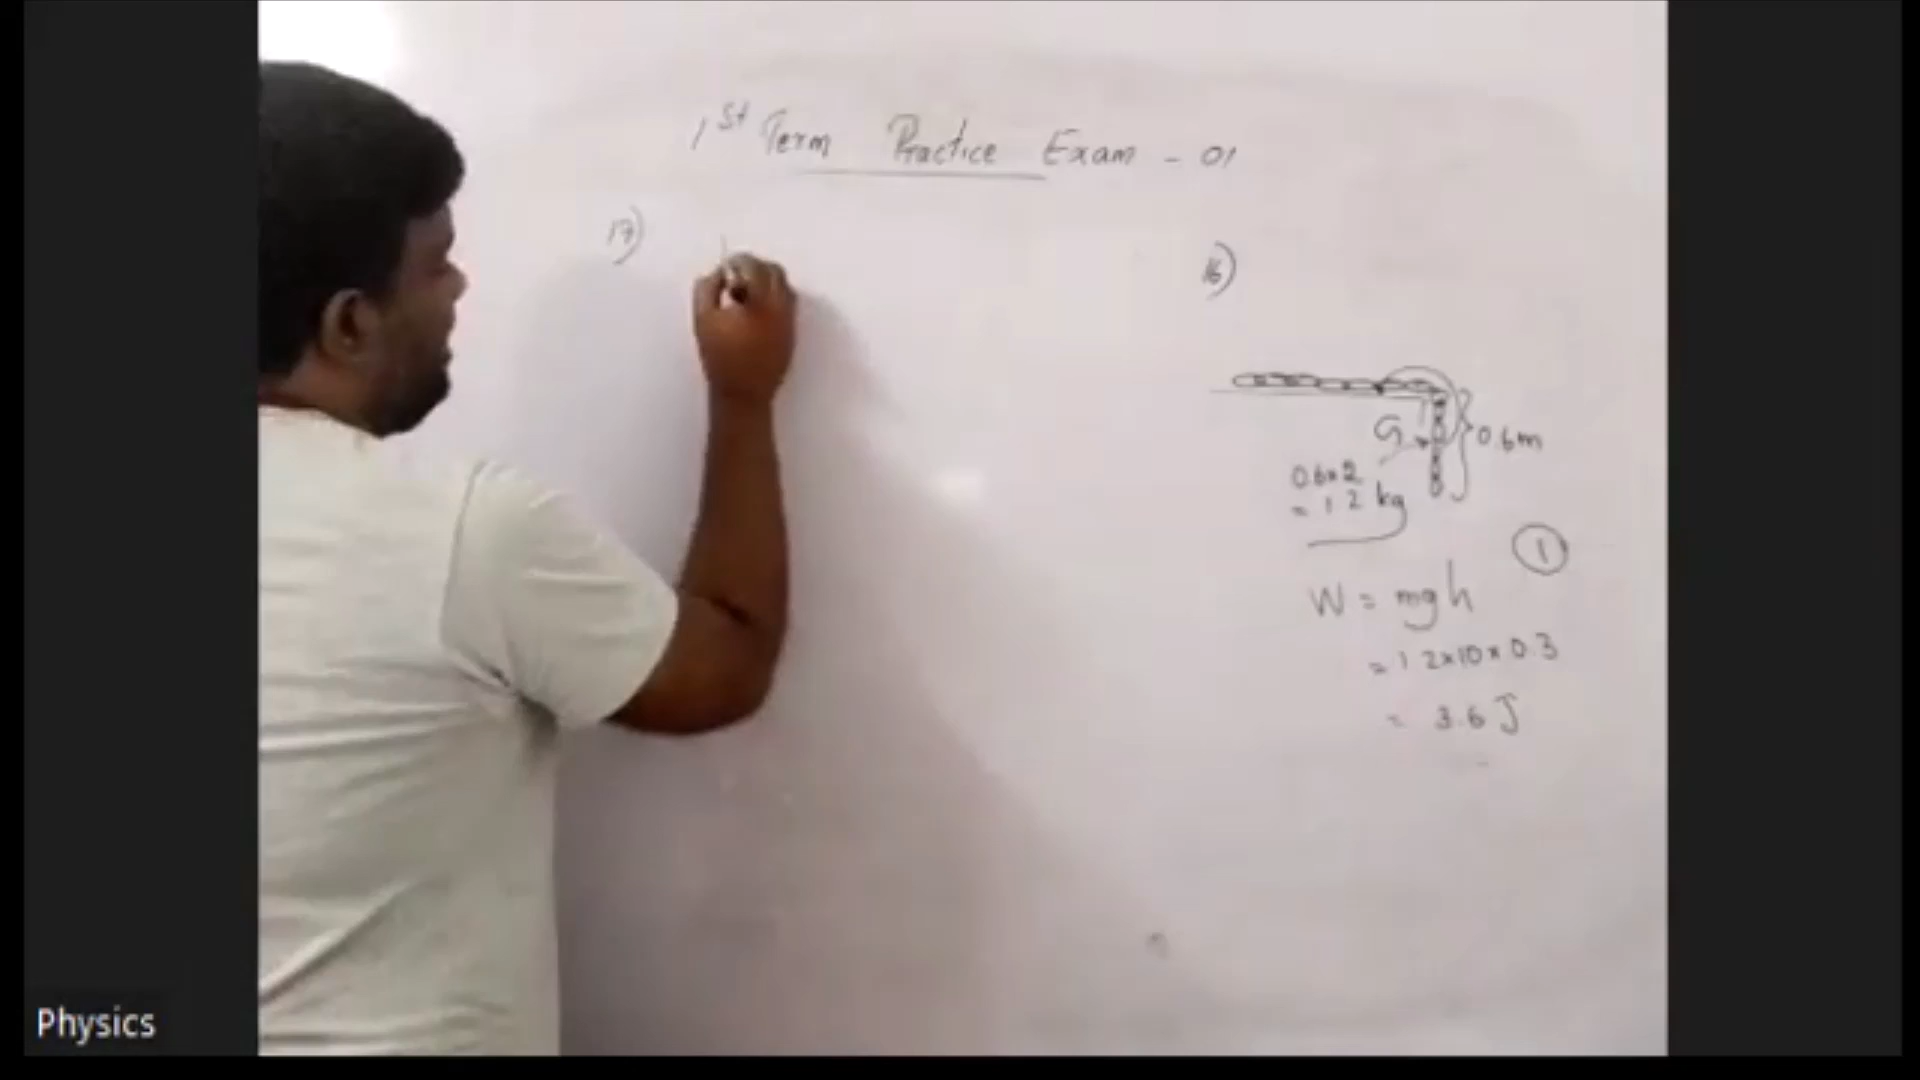 1st Term Practice Exam - 01
17)
16)
G
0.6m
0.6×2
= 1.2 kg
1
W = mgh
= 1.2×10×0.3
= 3.6 J
Physics